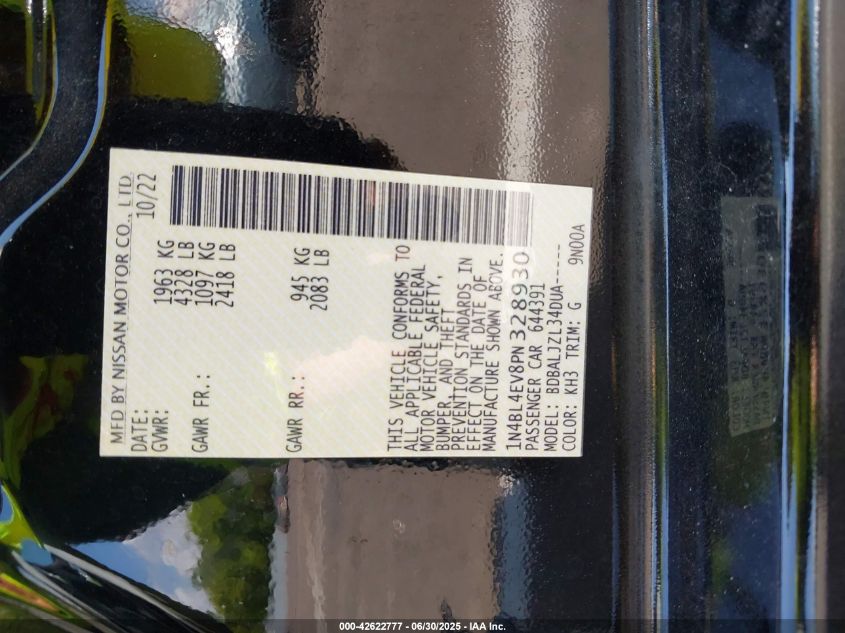 MFD BY NISSAN MOTOR CO., LTD.
DATE: 10/22
GVWR: 1963 KG
4328 LB
GAWR FR.: 1097 KG
2418 LB
GAWR RR.: 945 KG
2083 LB
THIS VEHICLE CONFORMS TO
ALL APPLICABLE FEDERAL
MOTOR VEHICLE SAFETY,
BUMPER, AND THEFT
PREVENTION STANDARDS IN
EFFECT ON THE DATE OF
MANUFACTURE SHOWN ABOVE.
1N4BL4EV8PN328930
PASSENGER CAR 644391
MODEL: BDBALJZL34DUA-----
COLOR: KH3 TRIM: G 9N00A
000-42622777 - 06/30/2025 - IAA Inc.